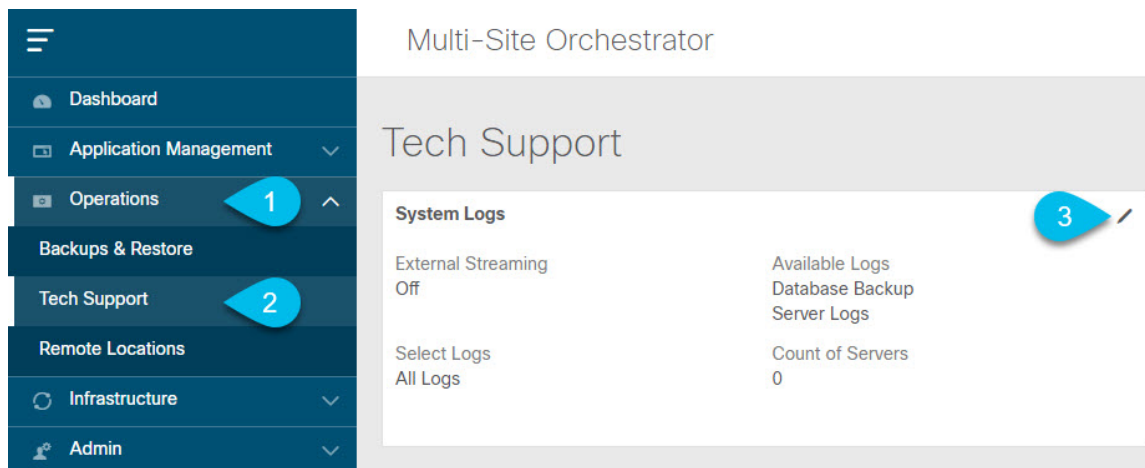 Multi-Site Orchestrator
Dashboard
Application Management
Operations
1
Backups & Restore
Tech Support
2
Remote Locations
Infrastructure
Admin
Tech Support
System Logs
3
External Streaming
Off
Available Logs
Database Backup
Server Logs
Select Logs
All Logs
Count of Servers
0